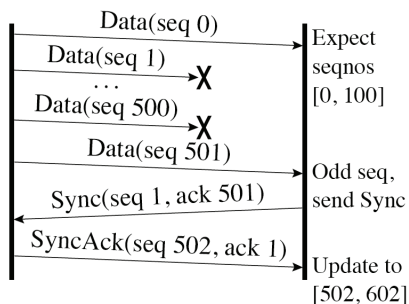 Data(seq 0)
Expect
seqnos
[0, 100]
Data(seq 1)
...
Data(seq 500)
Data(seq 501)
Odd seq,
send Sync
Sync(seq 1, ack 501)
SyncAck(seq 502, ack 1)
Update to
[502, 602]